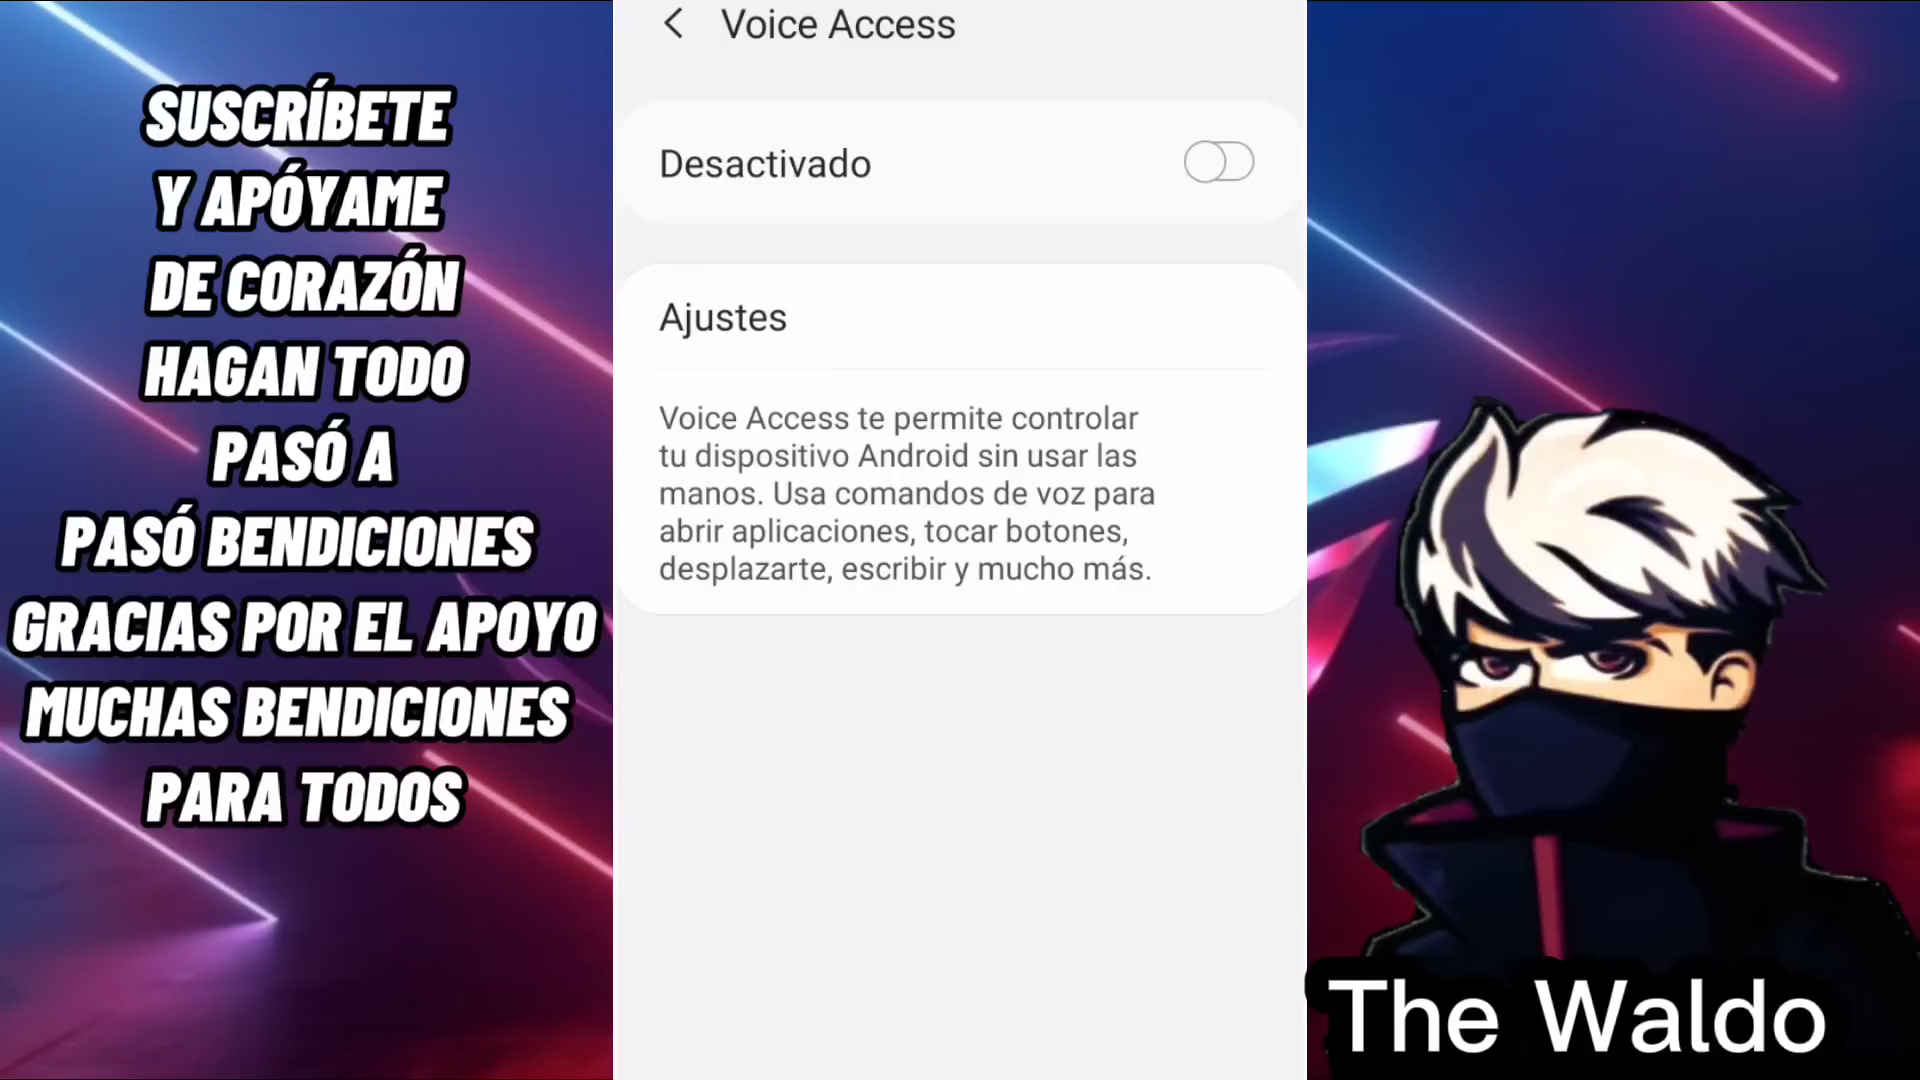 SUSCRÍBETE
Y APÓYAME
DE CORAZÓN
HAGAN TODO
PASÓ A
PASÓ BENDICIONES
GRACIAS POR EL APOYO
MUCHAS BENDICIONES
PARA TODOS
Voice Access
Desactivado
Ajustes
Voice Access te permite controlar
tu dispositivo Android sin usar las
manos. Usa comandos de voz para
abrir aplicaciones, tocar botones,
desplazarte, escribir y mucho más.
The Waldo